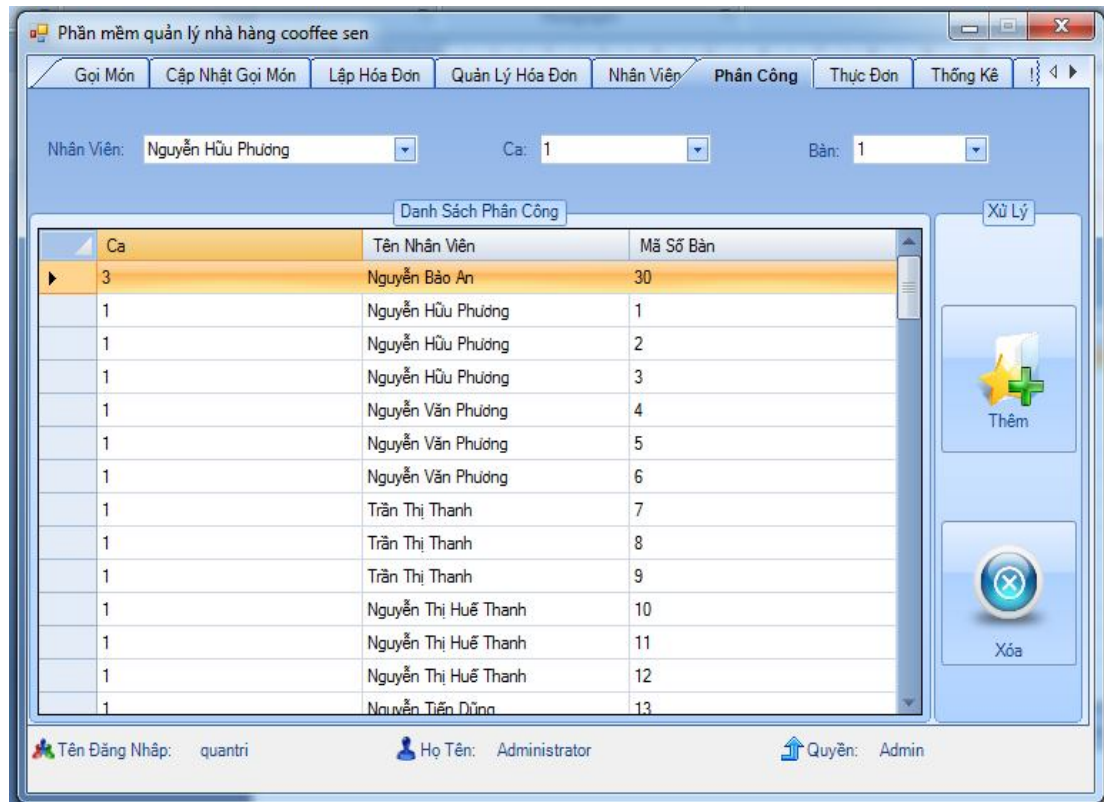 Phần mềm quản lý nhà hàng cooffee sen
Gọi Món Cập Nhật Gọi Món Lập Hóa Đơn Quản Lý Hóa Đơn Nhân Viên Phân Công Thực Đơn Thống Kê
Nhân Viên: Nguyễn Hữu Phương Ca: 1 Bàn: 1
Danh Sách Phân Công Xử Lý
Ca Tên Nhân Viên Mã Số Bàn
3 Nguyễn Bảo An 30
1 Nguyễn Hữu Phương 1
1 Nguyễn Hữu Phương 2
1 Nguyễn Hữu Phương 3
1 Nguyễn Văn Phương 4
1 Nguyễn Văn Phương 5
1 Nguyễn Văn Phương 6
1 Trần Thị Thanh 7
1 Trần Thị Thanh 8
1 Trần Thị Thanh 9
1 Nguyễn Thị Huế Thanh 10
1 Nguyễn Thị Huế Thanh 11
1 Nguyễn Thị Huế Thanh 12
1 Nguyễn Tiến Dũng 13
Thêm
Xóa
Tên Đăng Nhập: quantri Họ Tên: Administrator Quyền: Admin